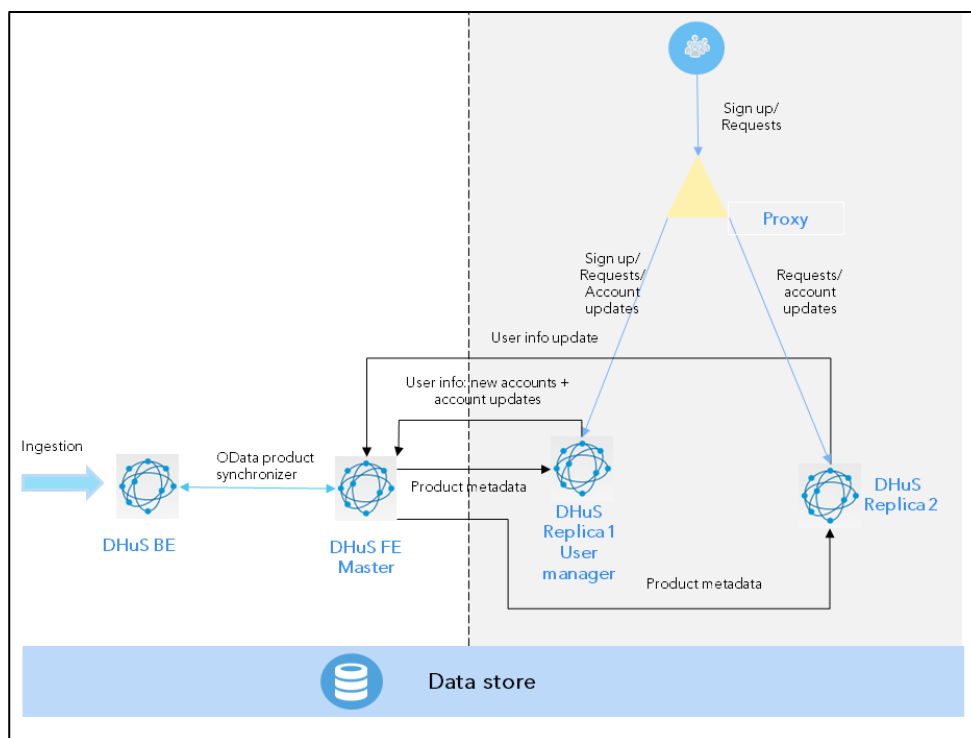 Sign up/
Requests
Proxy
Sign up/
Requests/
Account
updates
Requests/
account
updates
User info update
User info: new accounts +
account updates
Ingestion
OData product
synchronizer
Product metadata
DHuS BE
DHuS FE
Master
DHuS
Replica 1
User
manager
DHuS
Replica 2
Product metadata
Data store